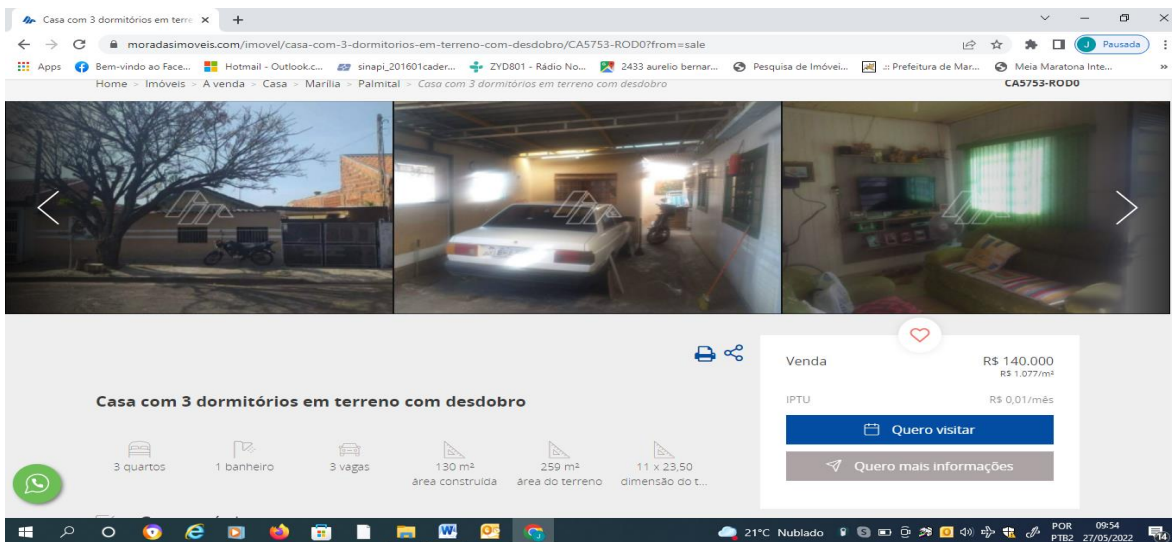 Casa com 3 dormitórios em terre
moradasimoveis.com/imovel/casa-com-3-dormitorios-em-terreno-com-desdobro/CA5753-ROD0?from=sale
J Pausada
Apps Bem-vindo ao Face... Hotmail - Outlook.c... sinapi_201601cader... ZYD801 - Rádio No... 2433 aurelio bernar... Pesquisa de Imóvei... .:: Prefeitura de Mar... Meia Maratona Inte... »
Home > Imóveis > A venda > Casa > Marília > Palmital > Casa com 3 dormitórios em terreno com desdobro
CA5753-ROD0
Venda R$ 140.000
R$ 1.077/m²
Casa com 3 dormitórios em terreno com desdobro
IPTU R$ 0,01/mês
Quero visitar
3 quartos 1 banheiro 3 vagas 130 m² 259 m² 11 x 23,50
área construída área do terreno dimensão do t...
Quero mais informações
21°C Nublado
POR 09:54
PTB2 27/05/2022